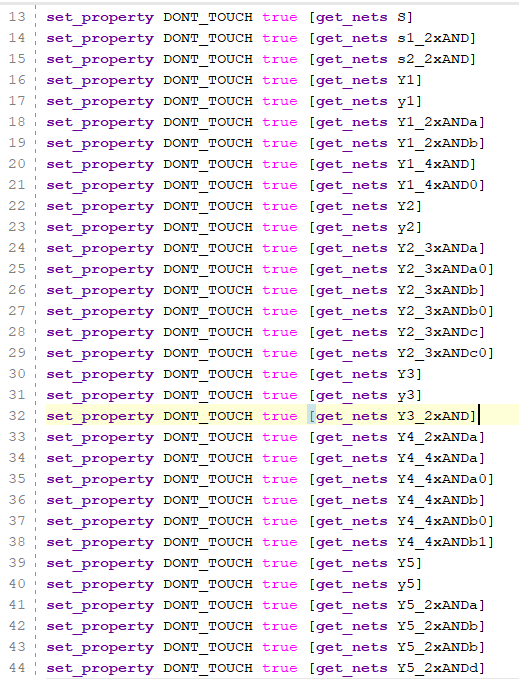 13 set_property DONT_TOUCH true [get_nets S]
14 set_property DONT_TOUCH true [get_nets s1_2xAND]
15 set_property DONT_TOUCH true [get_nets s2_2xAND]
16 set_property DONT_TOUCH true [get_nets Y1]
17 set_property DONT_TOUCH true [get_nets y1]
18 set_property DONT_TOUCH true [get_nets Y1_2xANDa]
19 set_property DONT_TOUCH true [get_nets Y1_2xANDb]
20 set_property DONT_TOUCH true [get_nets Y1_4xAND]
21 set_property DONT_TOUCH true [get_nets Y1_4xAND0]
22 set_property DONT_TOUCH true [get_nets Y2]
23 set_property DONT_TOUCH true [get_nets y2]
24 set_property DONT_TOUCH true [get_nets Y2_3xANDa]
25 set_property DONT_TOUCH true [get_nets Y2_3xANDa0]
26 set_property DONT_TOUCH true [get_nets Y2_3xANDb]
27 set_property DONT_TOUCH true [get_nets Y2_3xANDb0]
28 set_property DONT_TOUCH true [get_nets Y2_3xANDc]
29 set_property DONT_TOUCH true [get_nets Y2_3xANDc0]
30 set_property DONT_TOUCH true [get_nets Y3]
31 set_property DONT_TOUCH true [get_nets y3]
32 set_property DONT_TOUCH true [get_nets Y3_2xAND]
33 set_property DONT_TOUCH true [get_nets Y4_2xANDa]
34 set_property DONT_TOUCH true [get_nets Y4_4xANDa]
35 set_property DONT_TOUCH true [get_nets Y4_4xANDa0]
36 set_property DONT_TOUCH true [get_nets Y4_4xANDb]
37 set_property DONT_TOUCH true [get_nets Y4_4xANDb0]
38 set_property DONT_TOUCH true [get_nets Y4_4xANDb1]
39 set_property DONT_TOUCH true [get_nets Y5]
40 set_property DONT_TOUCH true [get_nets y5]
41 set_property DONT_TOUCH true [get_nets Y5_2xANDa]
42 set_property DONT_TOUCH true [get_nets Y5_2xANDb]
43 set_property DONT_TOUCH true [get_nets Y5_2xANDb]
44 set_property DONT_TOUCH true [get_nets Y5_2xANDd]